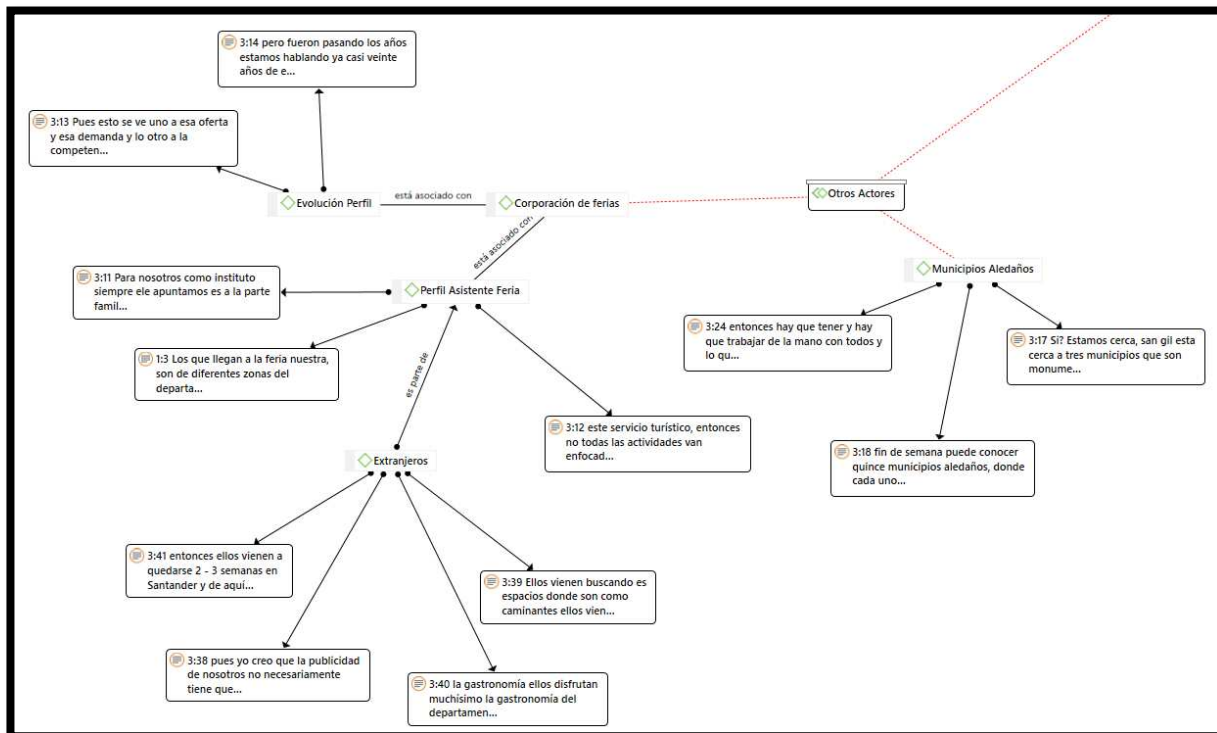 3:14 pero fueron pasando los años
estamos hablando ya casi veinte
años de e...
3:13 Pues esto se ve uno a esa oferta
y esa demanda y lo otro a la
competen...
Evolución Perfil
está asociado con
Corporación de ferias
Otros Actores
está asociado con
3:11 Para nosotros como instituto
siempre ele apuntamos es a la parte
famil...
Perfil Asistente Feria
Municipios Aledaños
1:3 Los que llegan a la feria nuestra,
son de diferentes zonas del
departa...
es parte de
3:24 entonces hay que tener y hay
que trabajar de la mano con todos y
lo qu...
3:17 Si? Estamos cerca, san gil esta
cerca a tres municipios que son
monume...
3:12 este servicio turístico, entonces
no todas las actividades van
enfocad...
3:18 fin de semana puede conocer
quince municipios aledaños, donde
cada uno...
Extranjeros
3:41 entonces ellos vienen a
quedarse 2 - 3 semanas en
Santander y de aquí...
3:39 Ellos vienen buscando es
espacios donde son como
caminantes ellos vien...
3:38 pues yo creo que la publicidad
de nosotros no necesariamente
tiene que...
3:40 la gastronomía ellos disfrutan
muchísimo la gastronomía del
departamen...